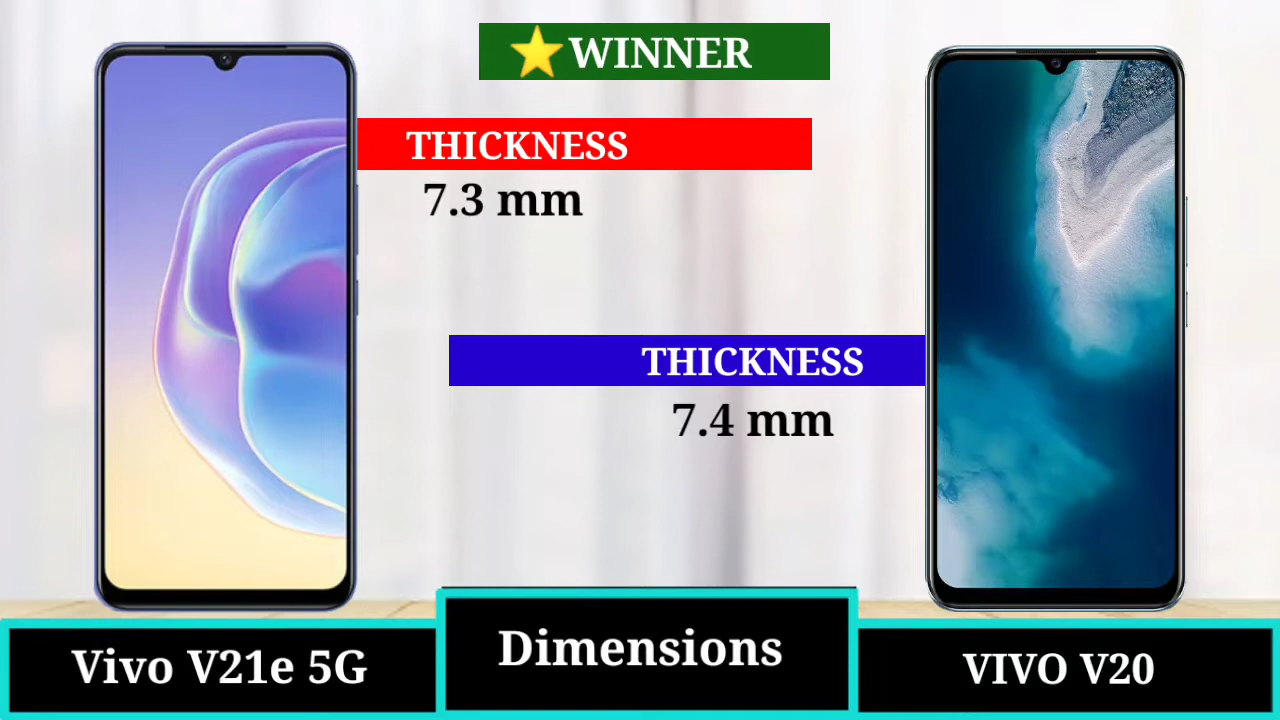 ⭐WINNER
THICKNESS
7.3 mm
THICKNESS
7.4 mm
Vivo V21e 5G
Dimensions
VIVO V20